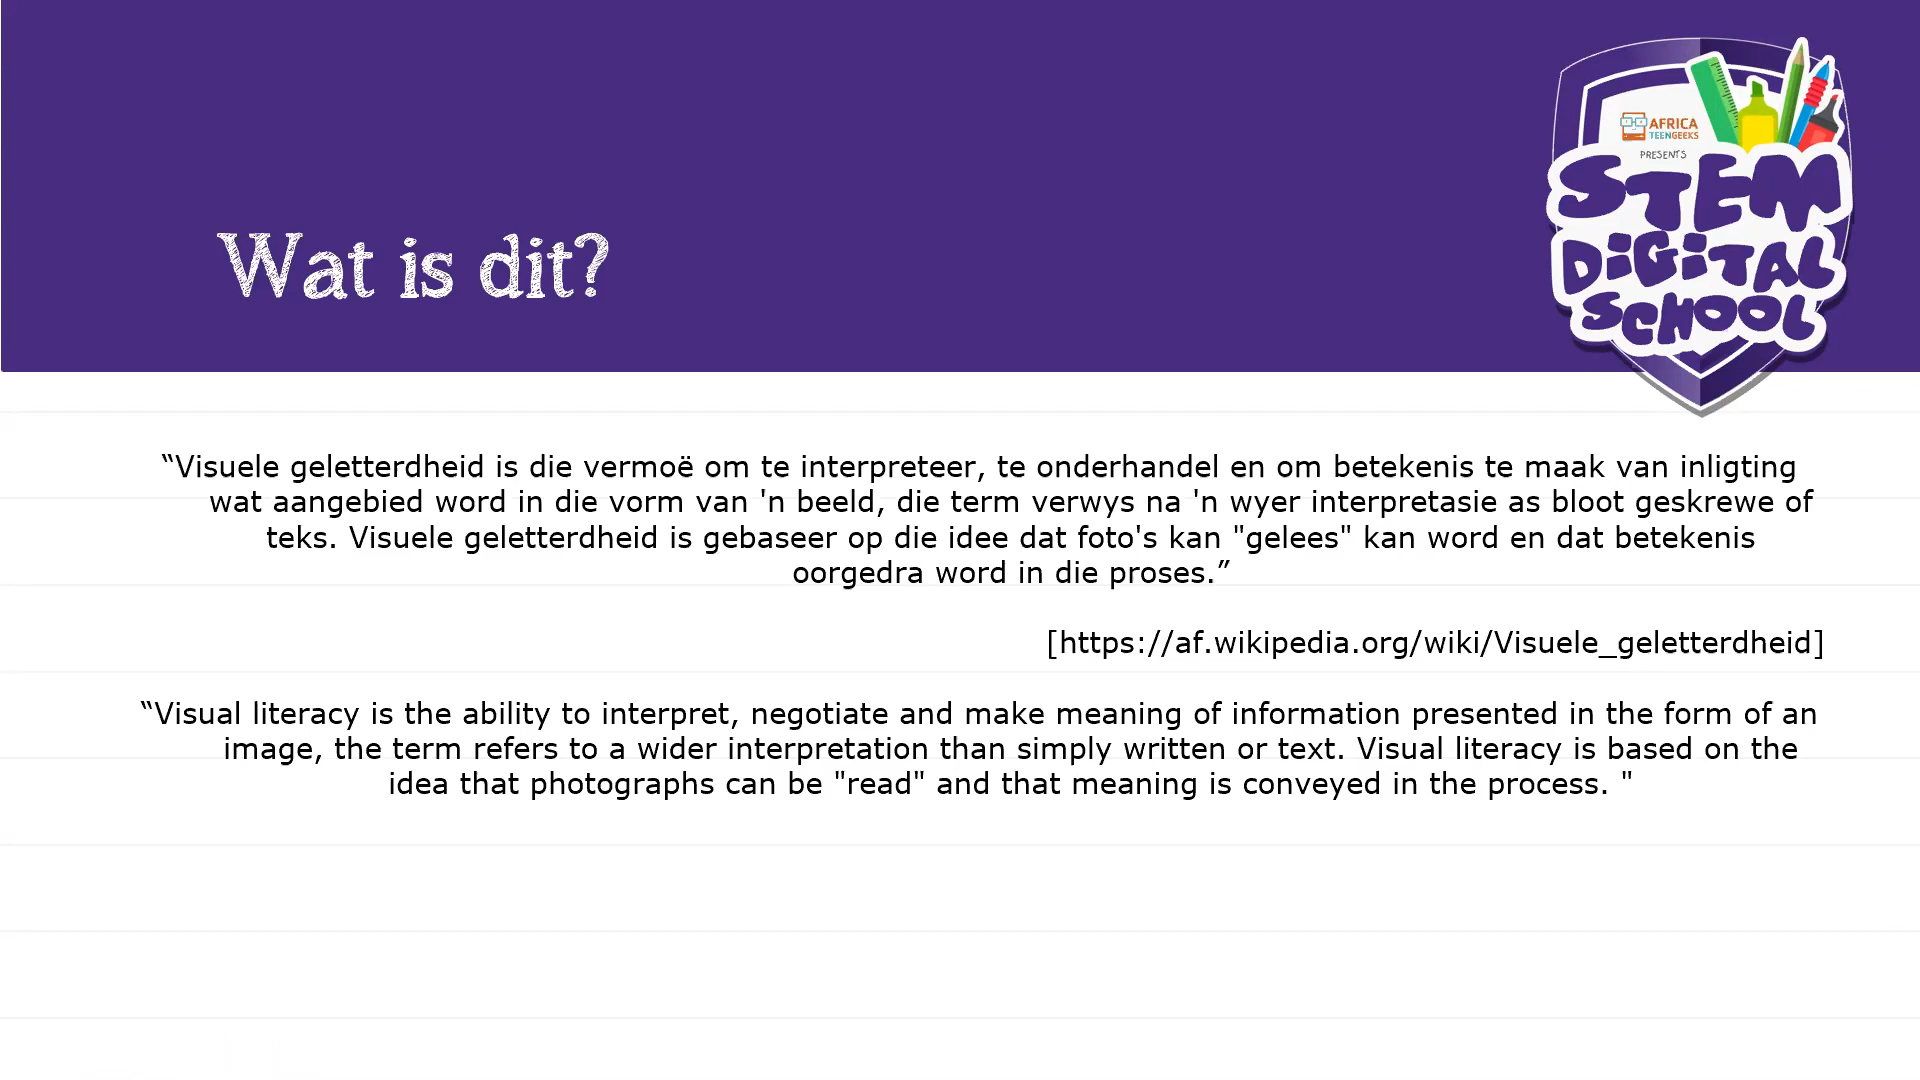 AFRICA
TEENGEEKS
PRESENTS
STEM
DIGITAL
SCHOOL
Wat is dit?
“Visuele geletterdheid is die vermoë om te interpreteer, te onderhandel en om betekenis te maak van inligting
wat aangebied word in die vorm van 'n beeld, die term verwys na 'n wyer interpretasie as bloot geskrewe of
teks. Visuele geletterdheid is gebaseer op die idee dat foto's kan "gelees" kan word en dat betekenis
oorgedra word in die proses.”
[https://af.wikipedia.org/wiki/Visuele_geletterdheid]
“Visual literacy is the ability to interpret, negotiate and make meaning of information presented in the form of an
image, the term refers to a wider interpretation than simply written or text. Visual literacy is based on the
idea that photographs can be "read" and that meaning is conveyed in the process. "